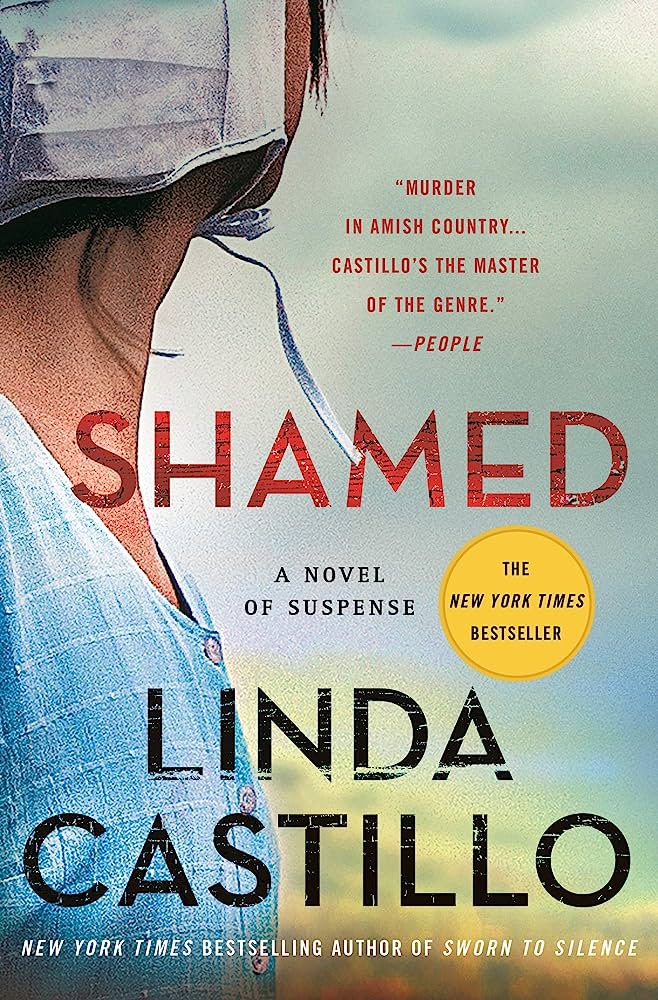 “MURDER
IN AMISH COUNTRY...
CASTILLO’S THE MASTER
OF THE GENRE.”
—PEOPLE
SHAMED
A NOVEL
OF SUSPENSE
THE
NEW YORK TIMES
BESTSELLER
LINDA
CASTILLO
NEW YORK TIMES BESTSELLING AUTHOR OF SWORN TO SILENCE